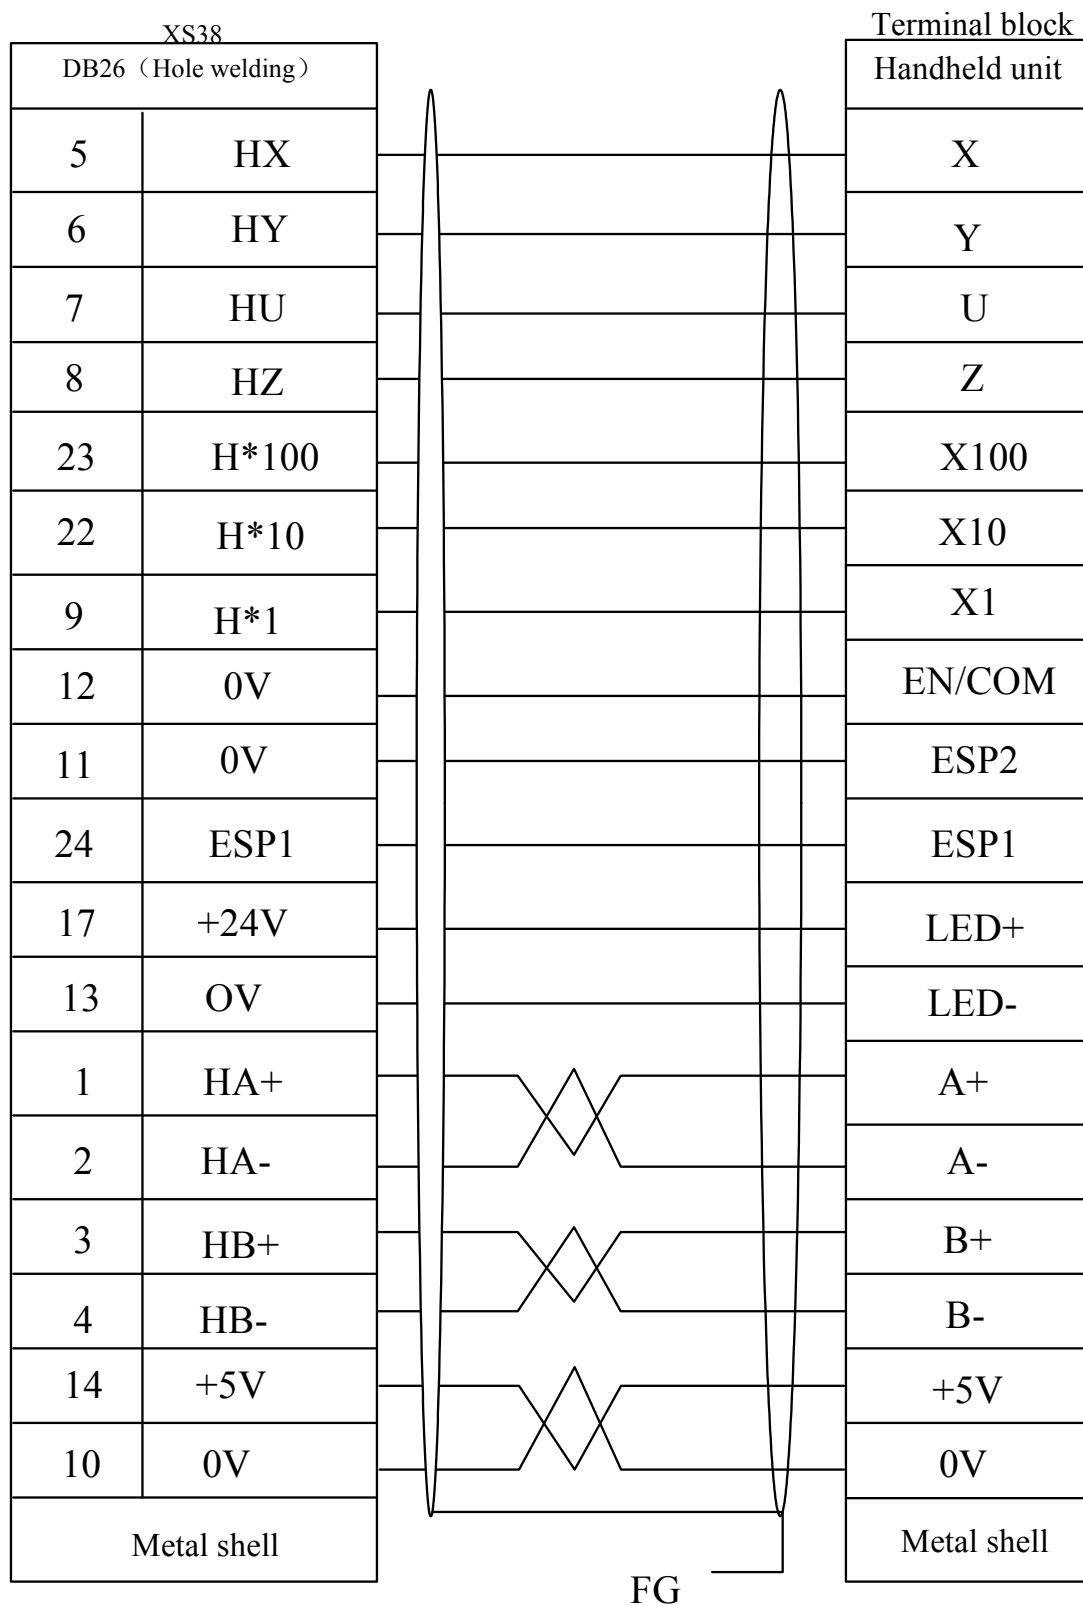 XS38 Terminal block
DB26（Hole welding） Handheld unit
5 HX X
6 HY Y
7 HU U
8 HZ Z
23 H*100 X100
22 H*10 X10
9 H*1 X1
12 0V EN/COM
11 0V ESP2
24 ESP1 ESP1
17 +24V LED+
13 OV LED-
1 HA+ A+
2 HA- A-
3 HB+ B+
4 HB- B-
14 +5V +5V
10 0V 0V
Metal shell Metal shell
FG